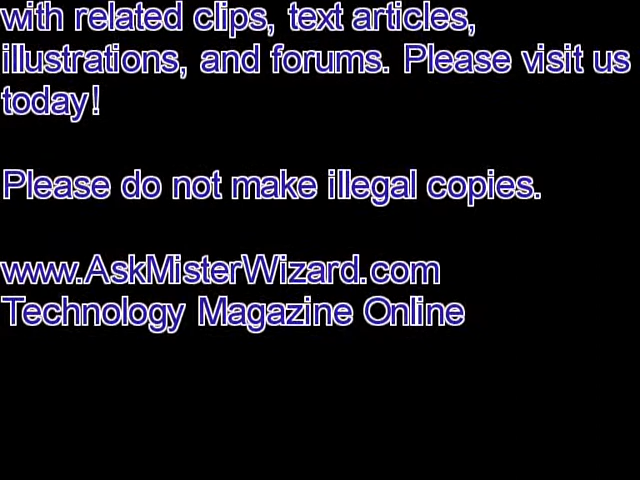 with related clips, text articles,
illustrations, and forums. Please visit us
today!
Please do not make illegal copies.
www.AskMisterWizard.com
Technology Magazine Online